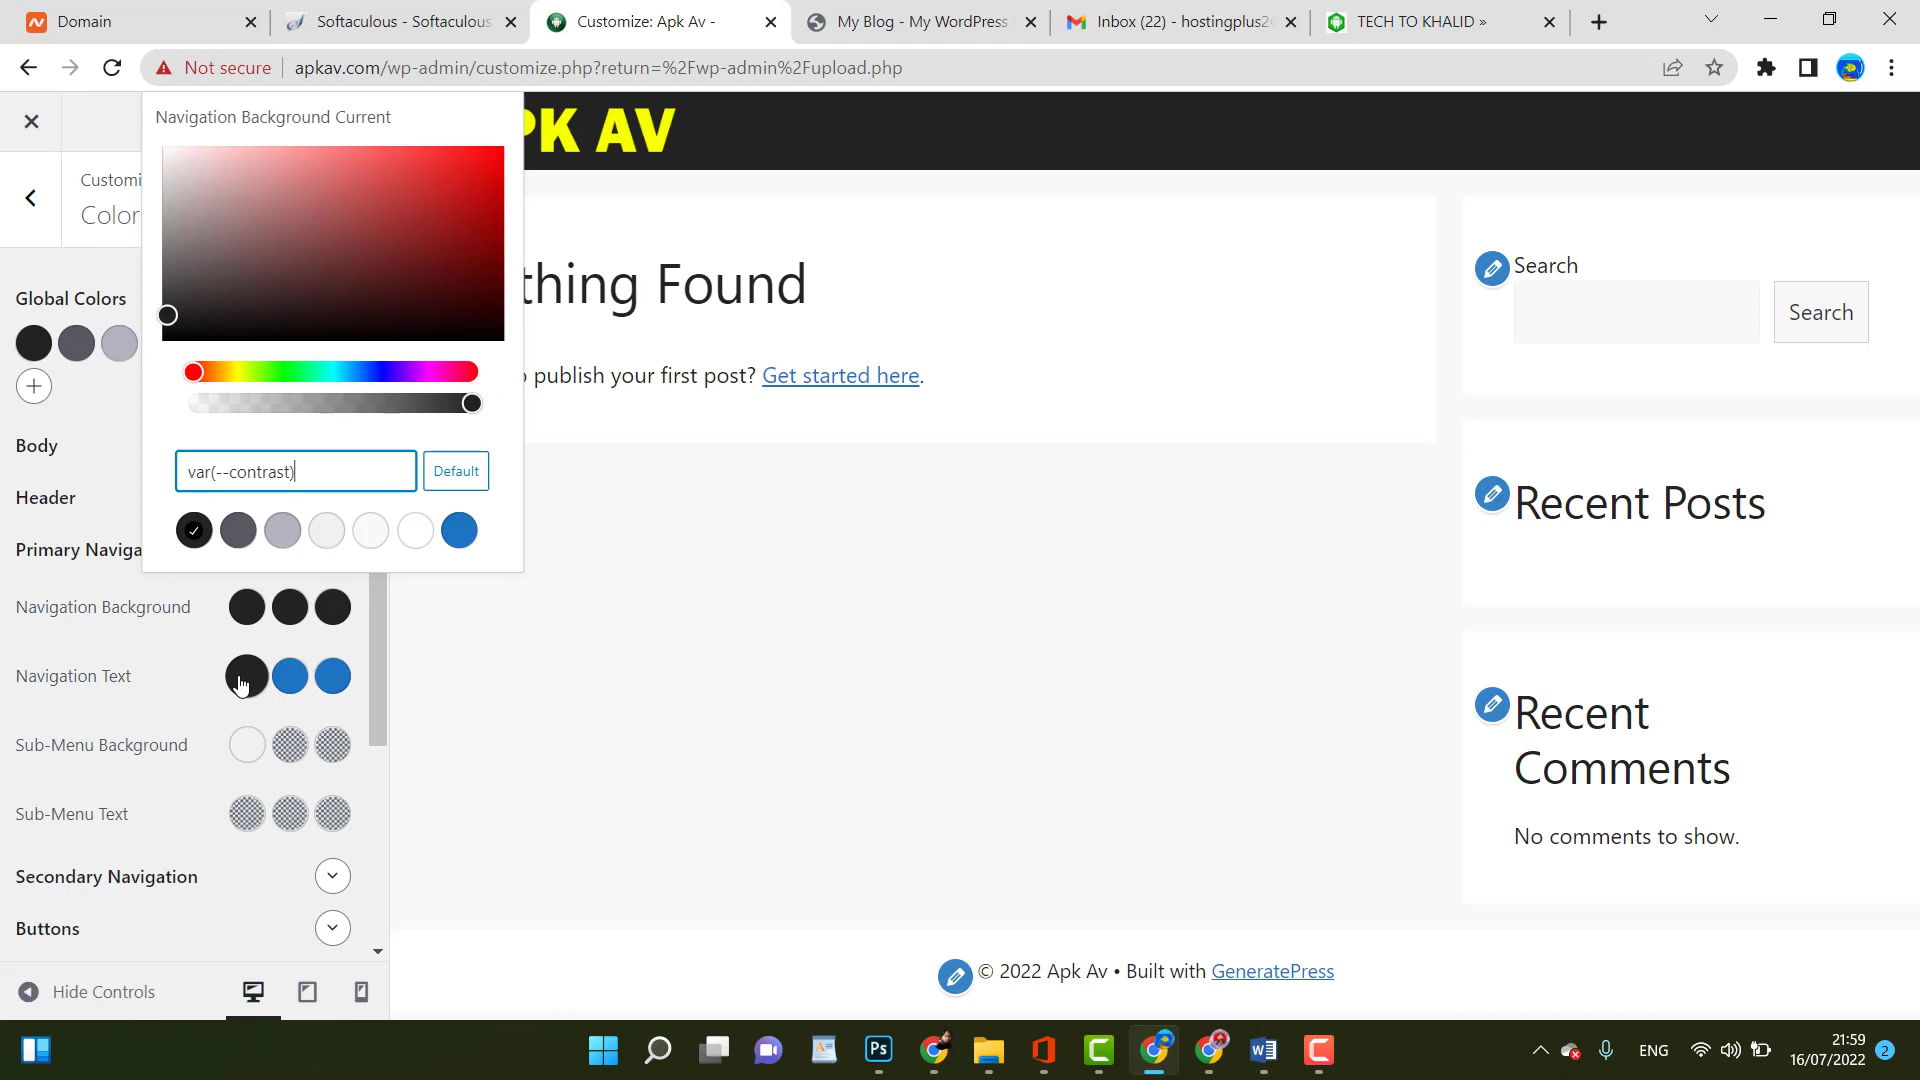 Domain
Softaculous - Softaculous
Customize: Apk Av -
My Blog - My WordPress
Inbox (22) - hostingplus2
TECH TO KHALID »
Not secure
apkav.com/wp-admin/customize.php?return=%2Fwp-admin%2Fupload.php
Navigation Background Current
PK AV
Customi
Color
Global Colors
thing Found
publish your first post? Get started here.
Search
Search
var(--contrast)
Default
Body
Header
Primary Naviga
Recent Posts
Navigation Background
Navigation Text
Sub-Menu Background
Sub-Menu Text
Recent
Comments
No comments to show.
Secondary Navigation
Buttons
© 2022 Apk Av • Built with GeneratePress
Hide Controls
Ps
ENG
21:59
16/07/2022
2